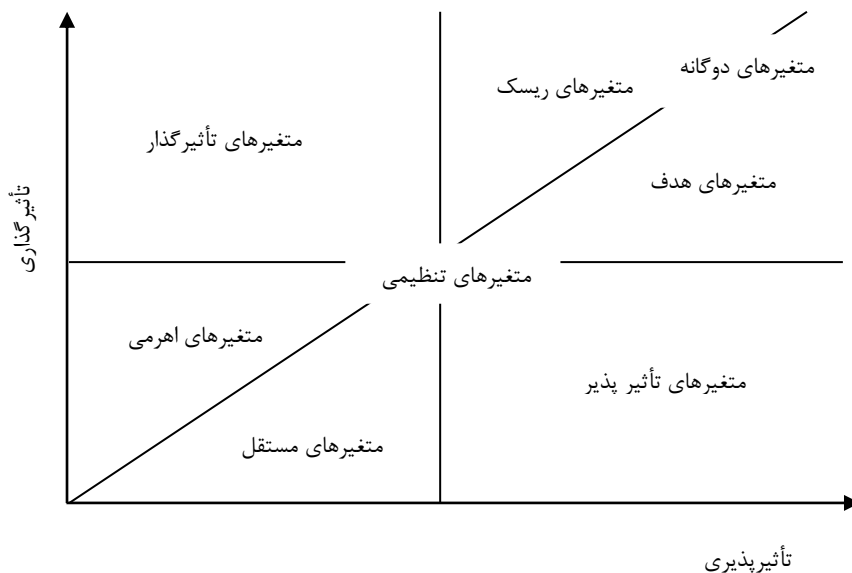 متغیرهای دوگانه
متغیرهای ریسک
متغیرهای تأثیرگذار
متغیرهای هدف
تأثیرگذاری
متغیرهای تنظیمی
متغیرهای اهرمی
متغیرهای تأثیر پذیر
متغیرهای مستقل
تأثیرپذیری